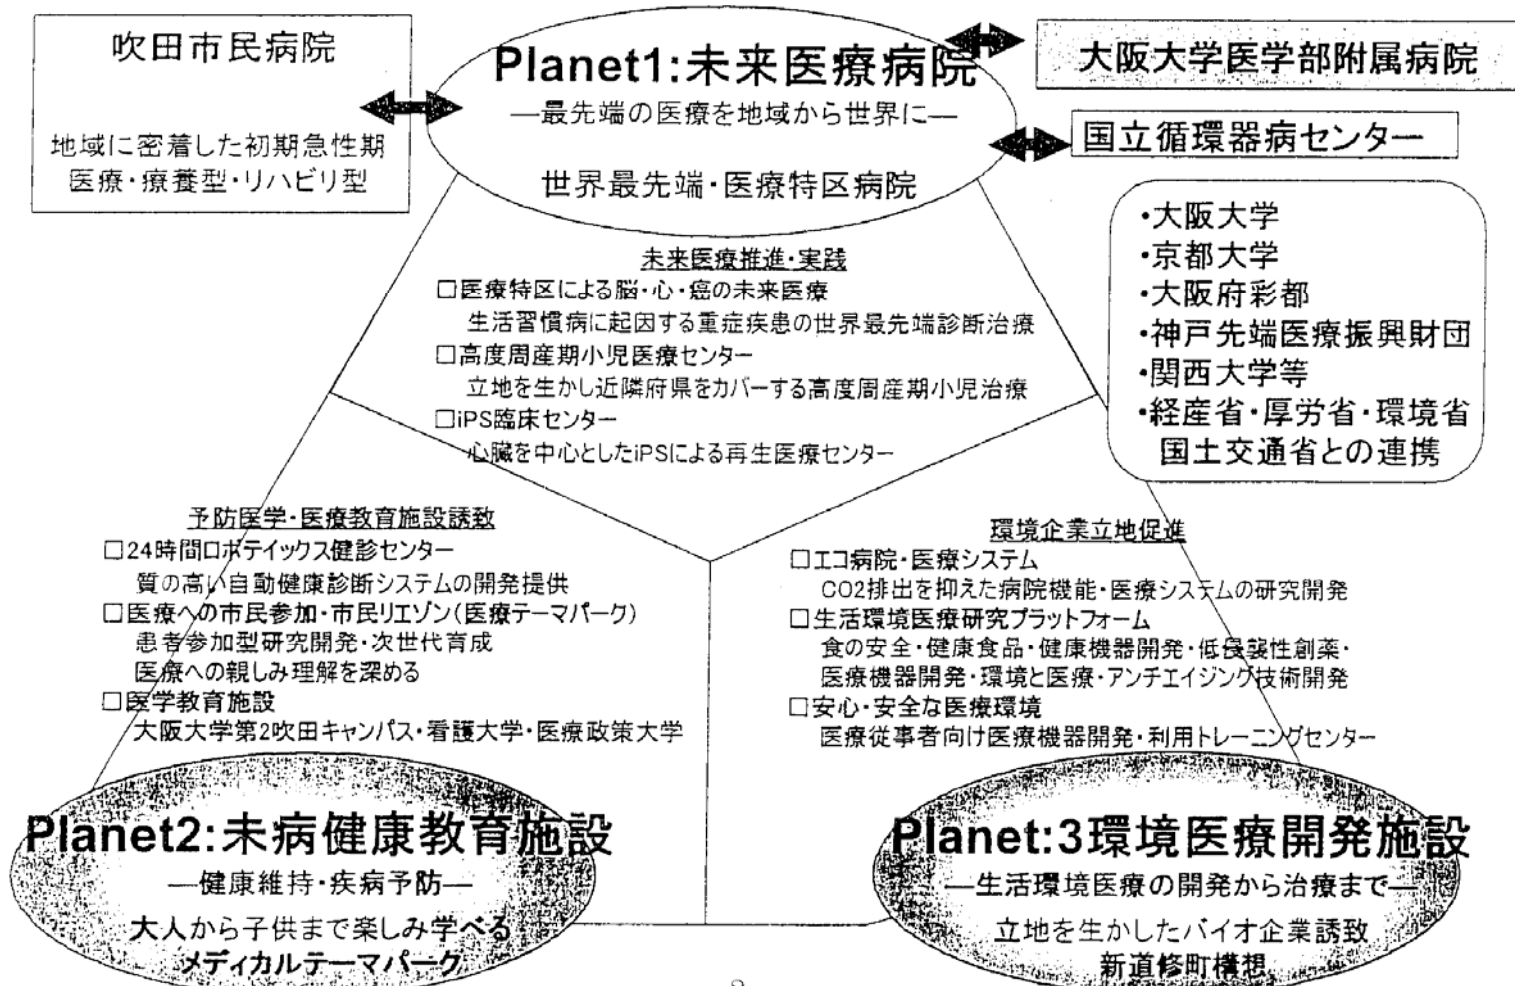 吹田市民病院
地域に密着した初期急性期
医療・療養型・リハビリ型
Planet1:未来医療病院
―最先端の医療を地域から世界に―
世界最先端・医療特区病院
大阪大学医学部附属病院
国立循環器病センター
・大阪大学
・京都大学
・大阪府彩都
・神戸先端医療振興財団
・関西大学等
・経産省・厚労省・環境省
国土交通省との連携
未来医療推進・実践
□医療特区による脳・心・癌の未来医療
生活習慣病に起因する重症疾患の世界最先端診断治療
□高度周産期小児医療センター
立地を生かし近隣府県をカバーする高度周産期小児治療
□iPS臨床センター
心臓を中心としたiPSによる再生医療センター
予防医学・医療教育施設誘致
□24時間ロボテイックス健診センター
質の高い自動健康診断システムの開発提供
□医療への市民参加・市民リエゾン(医療テーマパーク)
患者参加型研究開発・次世代育成
医療への親しみ理解を深める
□医学教育施設
大阪大学第2吹田キャンパス・看護大学・医療政策大学
環境企業立地促進
□エコ病院・医療システム
CO2排出を抑えた病院機能・医療システムの研究開発
□生活環境医療研究プラットフォーム
食の安全・健康食品・健康機器開発・低侵襲性創薬・
医療機器開発・環境と医療・アンチエイジング技術開発
□安心・安全な医療環境
医療従事者向け医療機器開発・利用トレーニングセンター
Planet2:未病健康教育施設
―健康維持・疾病予防―
大人から子供まで楽しみ学べる
メディカルテーマパーク
Planet:3環境医療開発施設
―生活環境医療の開発から治療まで―
立地を生かしたバイオ企業誘致
新道修町構想